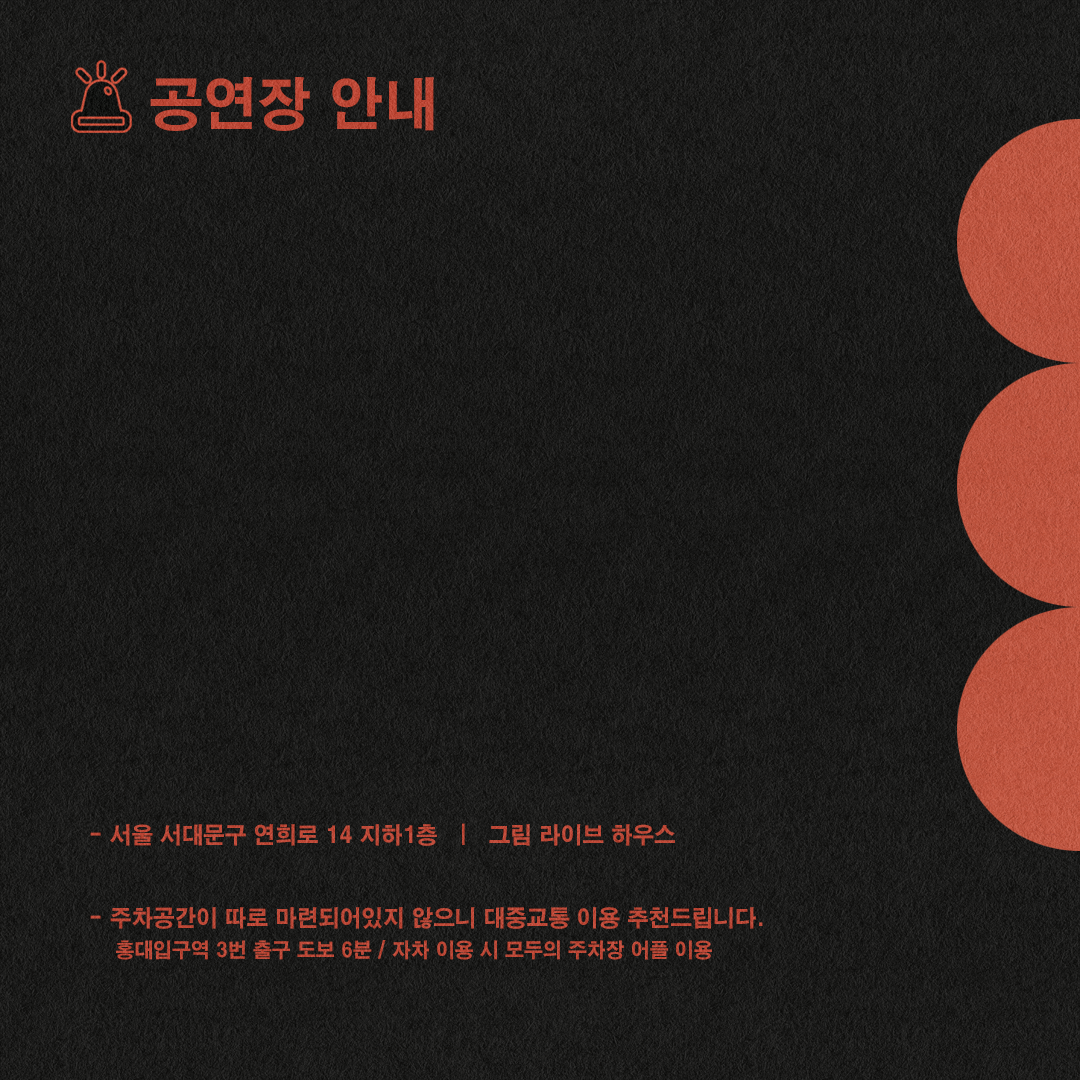 공연장 안내
- 서울 서대문구 연희로 14 지하1층 | 그림 라이브 하우스
- 주차공간이 따로 마련되어있지 않으니 대중교통 이용 추천드립니다.
홍대입구역 3번 출구 도보 6분 / 자차 이용 시 모두의 주차장 어플 이용